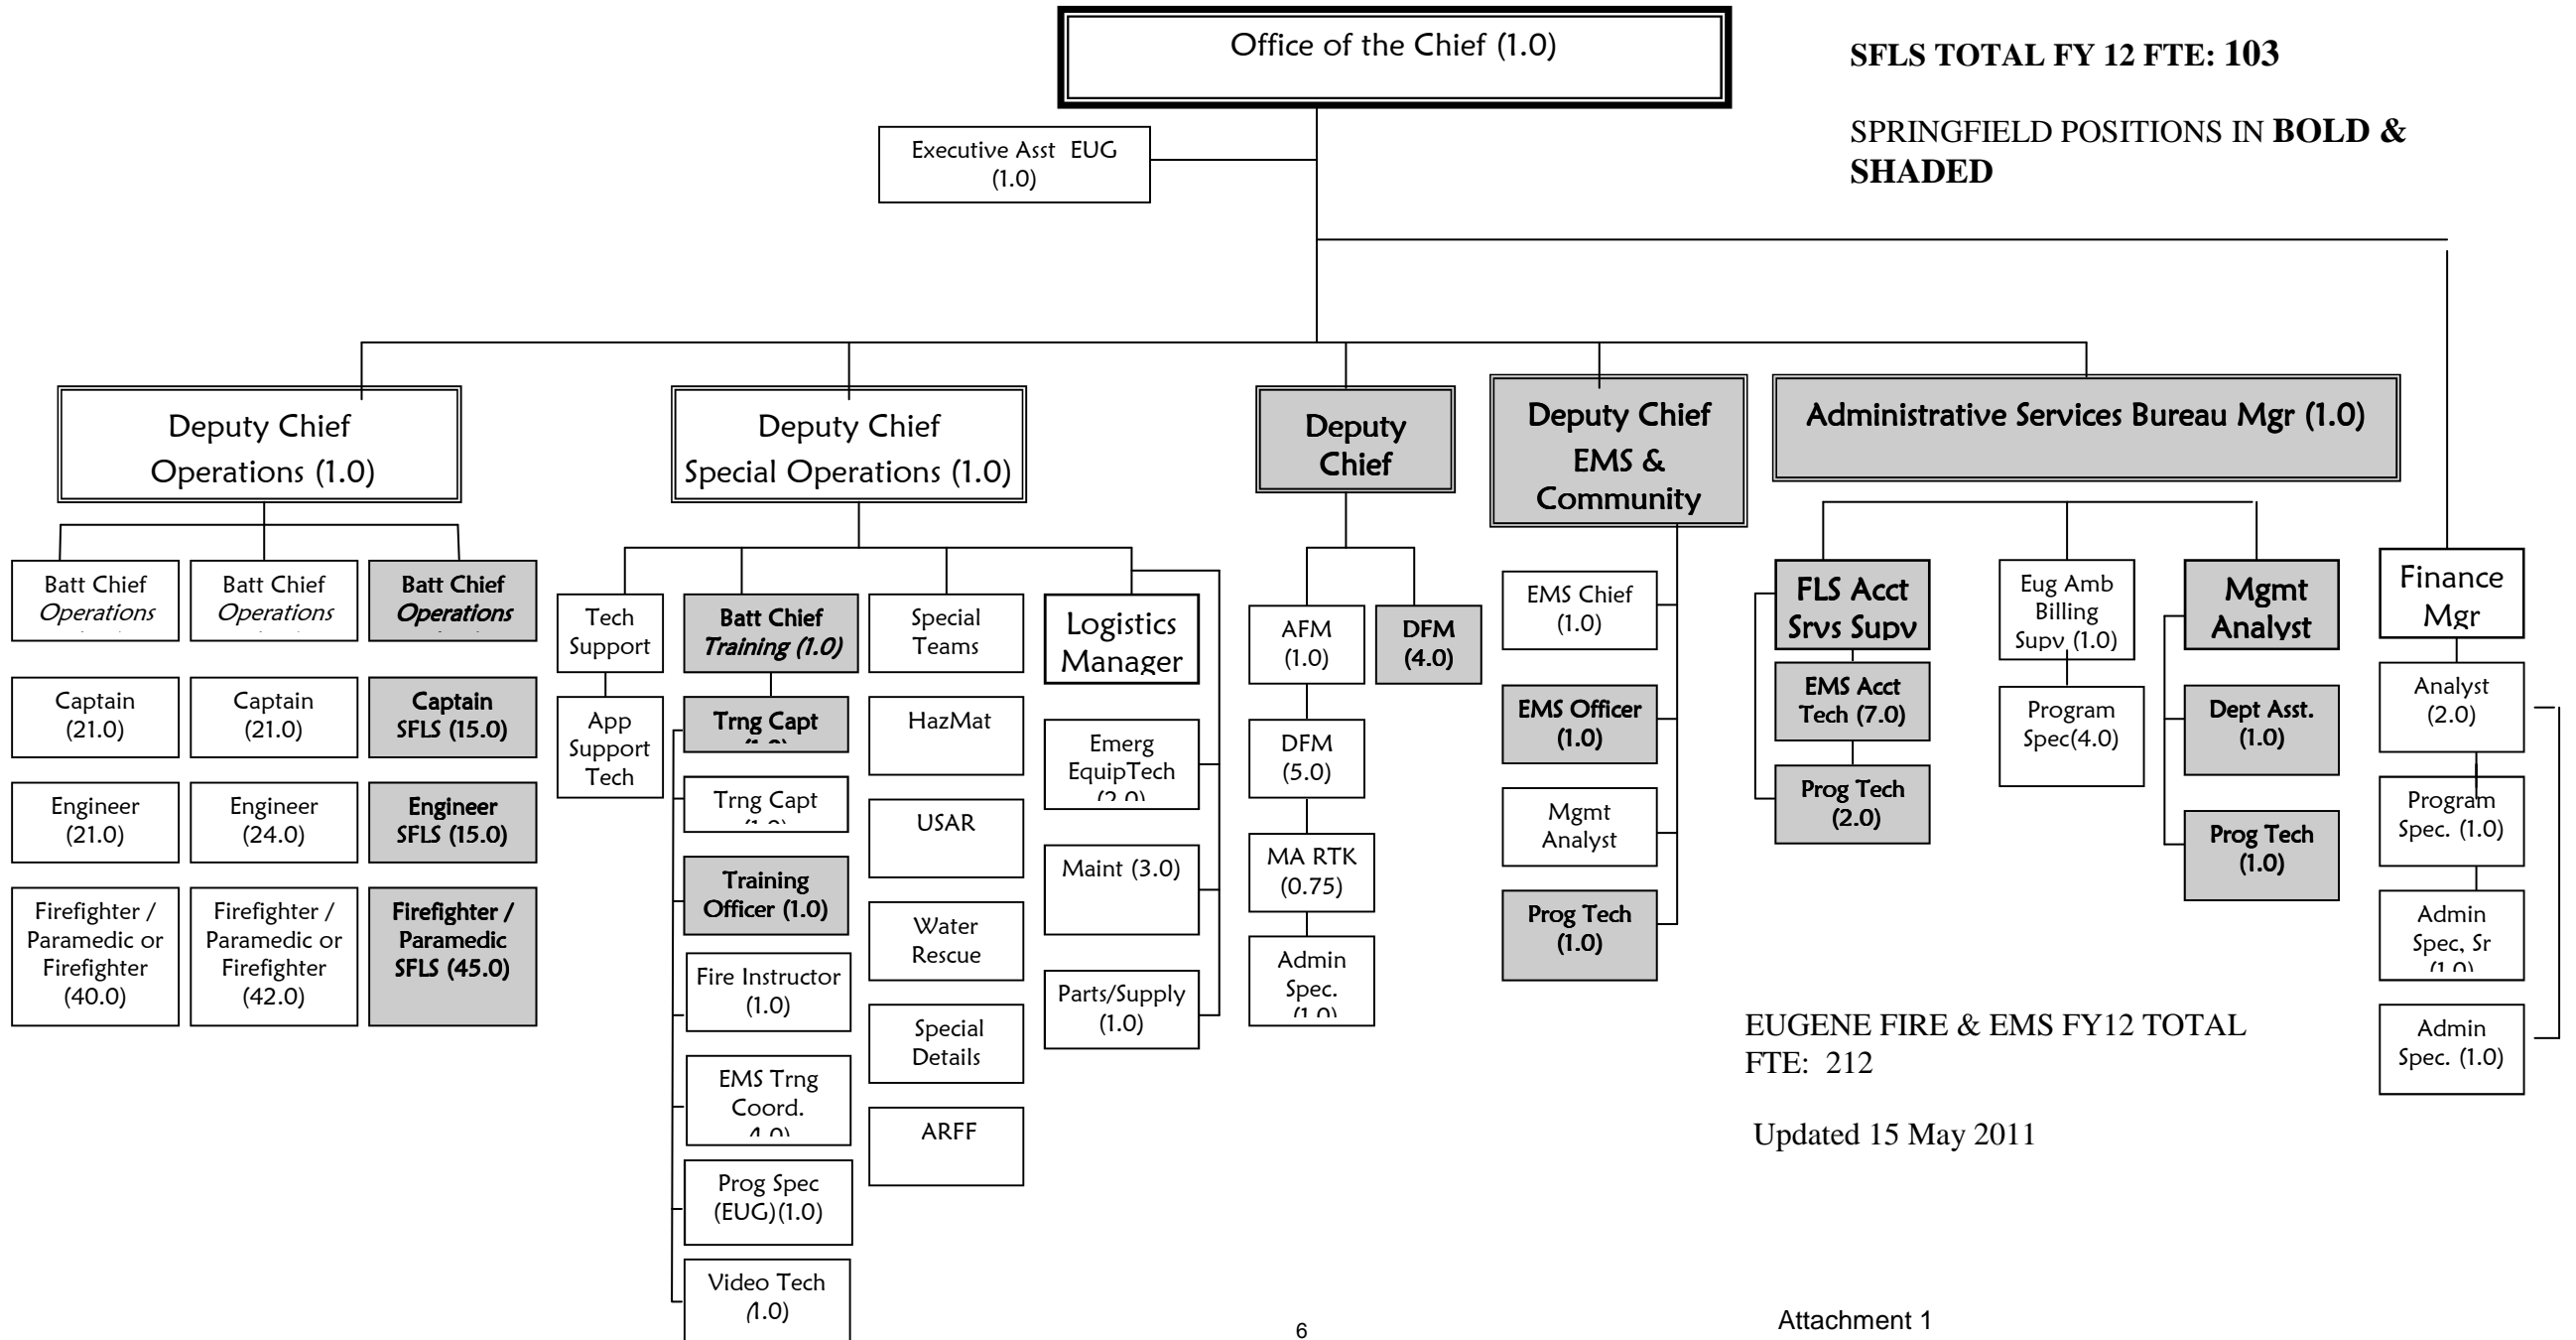 Office of the Chief (1.0)
SFLS TOTAL FY 12 FTE: 103
SPRINGFIELD POSITIONS IN BOLD &
SHADED
Executive Asst EUG
(1.0)
Deputy Chief
Operations (1.0)
Batt Chief
Operations
Batt Chief
Operations
Batt Chief
Operations
Captain
(21.0)
Captain
(21.0)
Captain
SFLS (15.0)
Engineer
(21.0)
Engineer
(24.0)
Engineer
SFLS (15.0)
Firefighter /
Paramedic or
Firefighter
(40.0)
Firefighter /
Paramedic or
Firefighter
(42.0)
Firefighter /
Paramedic
SFLS (45.0)
Deputy Chief
Special Operations (1.0)
Tech
Support
App
Support
Tech
Batt Chief
Training (1.0)
Trng Capt
Trng Capt
(1.0)
Training
Officer (1.0)
Fire Instructor
(1.0)
EMS Trng
Coord.
Prog Spec
(EUG)(1.0)
Video Tech
(1.0)
Special
Teams
HazMat
USAR
Water
Rescue
Special
Details
ARFF
Logistics
Manager
Emerg
EquipTech
(2.0)
Maint (3.0)
Parts/Supply
(1.0)
Deputy
Chief
AFM
(1.0)
DFM
(4.0)
DFM
(5.0)
MA RTK
(0.75)
Admin
Spec.
(1.0)
Deputy Chief
EMS &
Community
EMS Chief
(1.0)
EMS Officer
(1.0)
Mgmt
Analyst
Prog Tech
(1.0)
Administrative Services Bureau Mgr (1.0)
FLS Acct
Srvs Supv
EMS Acct
Tech (7.0)
Prog Tech
(2.0)
Eug Amb
Billing
Supv (1.0)
Program
Spec(4.0)
Mgmt
Analyst
Dept Asst.
(1.0)
Prog Tech
(1.0)
Finance
Mgr
Analyst
(2.0)
Program
Spec. (1.0)
Admin
Spec, Sr
(1.0)
Admin
Spec. (1.0)
EUGENE FIRE & EMS FY12 TOTAL
FTE: 212
Updated 15 May 2011
6
Attachment 1